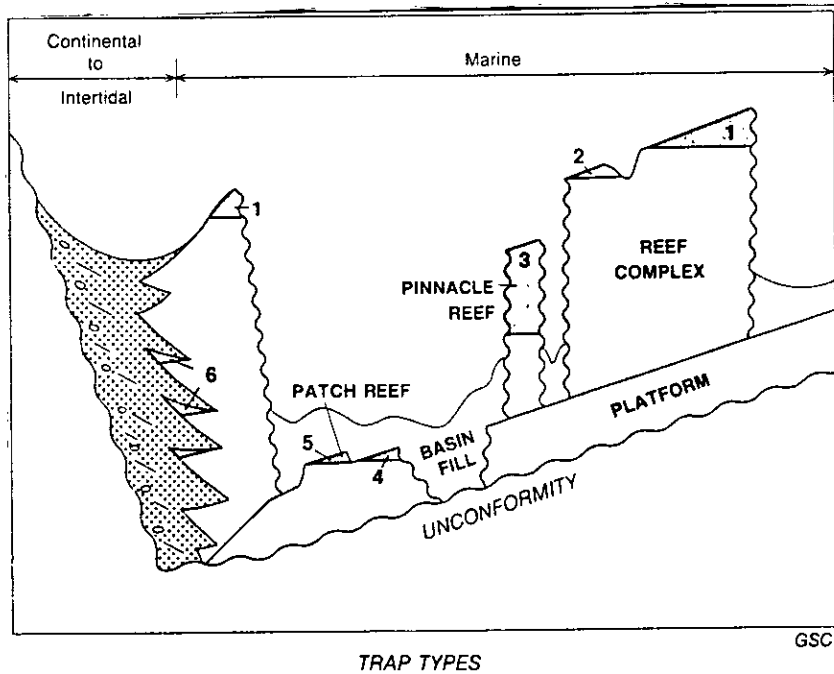 Continental
to
Intertidal
Marine
1
2
1
3
PINNACLE
REEF
REEF
COMPLEX
6
PATCH REEF
5
4
BASIN
FILL
PLATFORM
UNCONFORMITY
GSC
TRAP TYPES